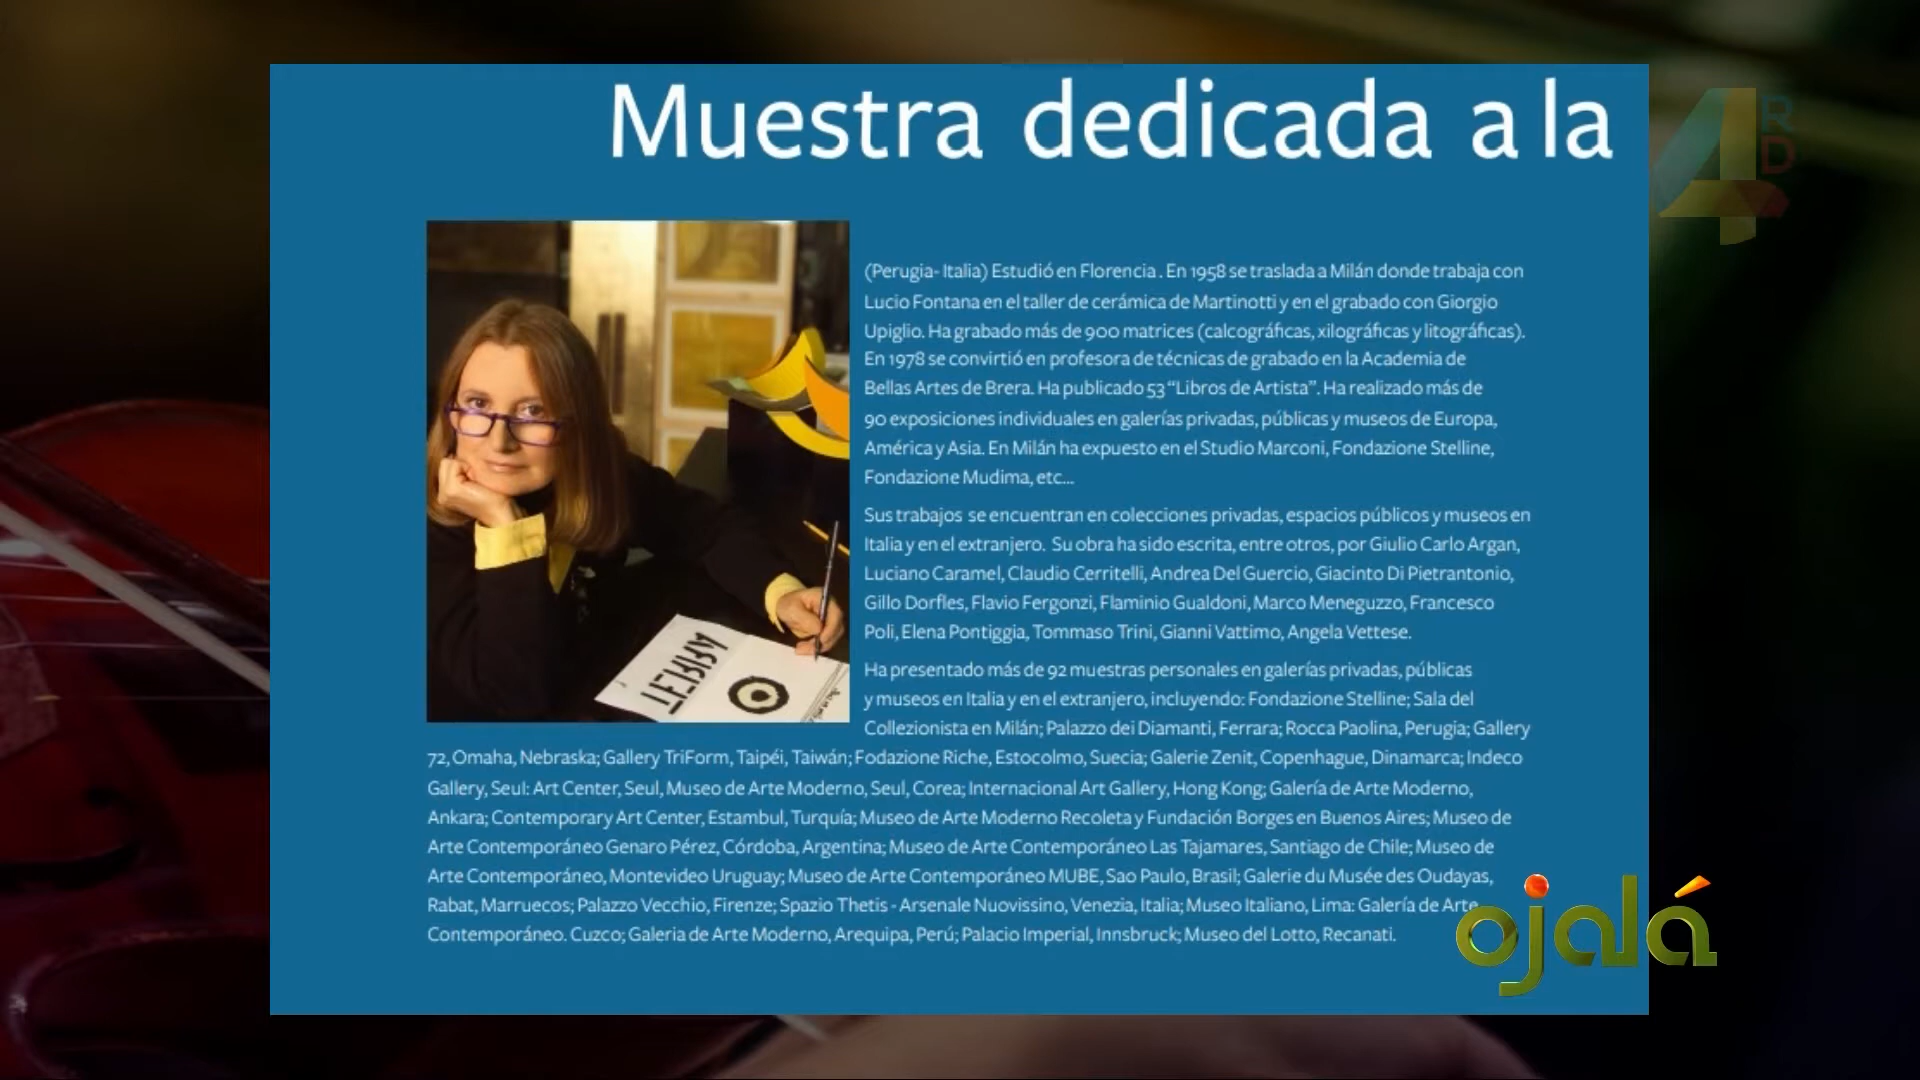 Muestra dedicada a la
4
RD
(Perugia- Italia) Estudió en Florencia . En 1958 se traslada a Milán donde trabaja con
Lucio Fontana en el taller de cerámica de Martinotti y en el grabado con Giorgio
Upiglio. Ha grabado más de 900 matrices (calcográficas, xilográficas y litográficas).
En 1978 se convirtió en profesora de técnicas de grabado en la Academia de
Bellas Artes de Brera. Ha publicado 53 “Libros de Artista”. Ha realizado más de
90 exposiciones individuales en galerías privadas, públicas y museos de Europa,
América y Asia. En Milán ha expuesto en el Studio Marconi, Fondazione Stelline,
Fondazione Mudima, etc...
Sus trabajos se encuentran en colecciones privadas, espacios públicos y museos en
Italia y en el extranjero. Su obra ha sido escrita, entre otros, por Giulio Carlo Argan,
Luciano Caramel, Claudio Cerritelli, Andrea Del Guercio, Giacinto Di Pietrantonio,
Gillo Dorfles, Flavio Fergonzi, Flaminio Gualdoni, Marco Meneguzzo, Francesco
Poli, Elena Pontiggia, Tommaso Trini, Gianni Vattimo, Angela Vettese.
Ha presentado más de 92 muestras personales en galerías privadas, públicas
y museos en Italia y en el extranjero, incluyendo: Fondazione Stelline; Sala del
Collezionista en Milán; Palazzo dei Diamanti, Ferrara; Rocca Paolina, Perugia; Gallery
72, Omaha, Nebraska; Gallery TriForm, Taipéi, Taiwán; Fodazione Riche, Estocolmo, Suecia; Galerie Zenit, Copenhague, Dinamarca; Indeco
Gallery, Seul: Art Center, Seul, Museo de Arte Moderno, Seul, Corea; Internacional Art Gallery, Hong Kong; Galería de Arte Moderno,
Ankara; Contemporary Art Center, Estambul, Turquía; Museo de Arte Moderno Recoleta y Fundación Borges en Buenos Aires; Museo de
Arte Contemporáneo Genaro Pérez, Córdoba, Argentina; Museo de Arte Contemporáneo Las Tajamares, Santiago de Chile; Museo de
Arte Contemporáneo, Montevideo Uruguay; Museo de Arte Contemporáneo MUBE, Sao Paulo, Brasil; Galerie du Musée des Oudayas,
Rabat, Marruecos; Palazzo Vecchio, Firenze; Spazio Thetis - Arsenale Nuovissino, Venezia, Italia; Museo Italiano, Lima: Galería de Arte
Contemporáneo. Cuzco; Galeria de Arte Moderno, Arequipa, Perú; Palacio Imperial, Innsbruck; Museo del Lotto, Recanati.
ojalá